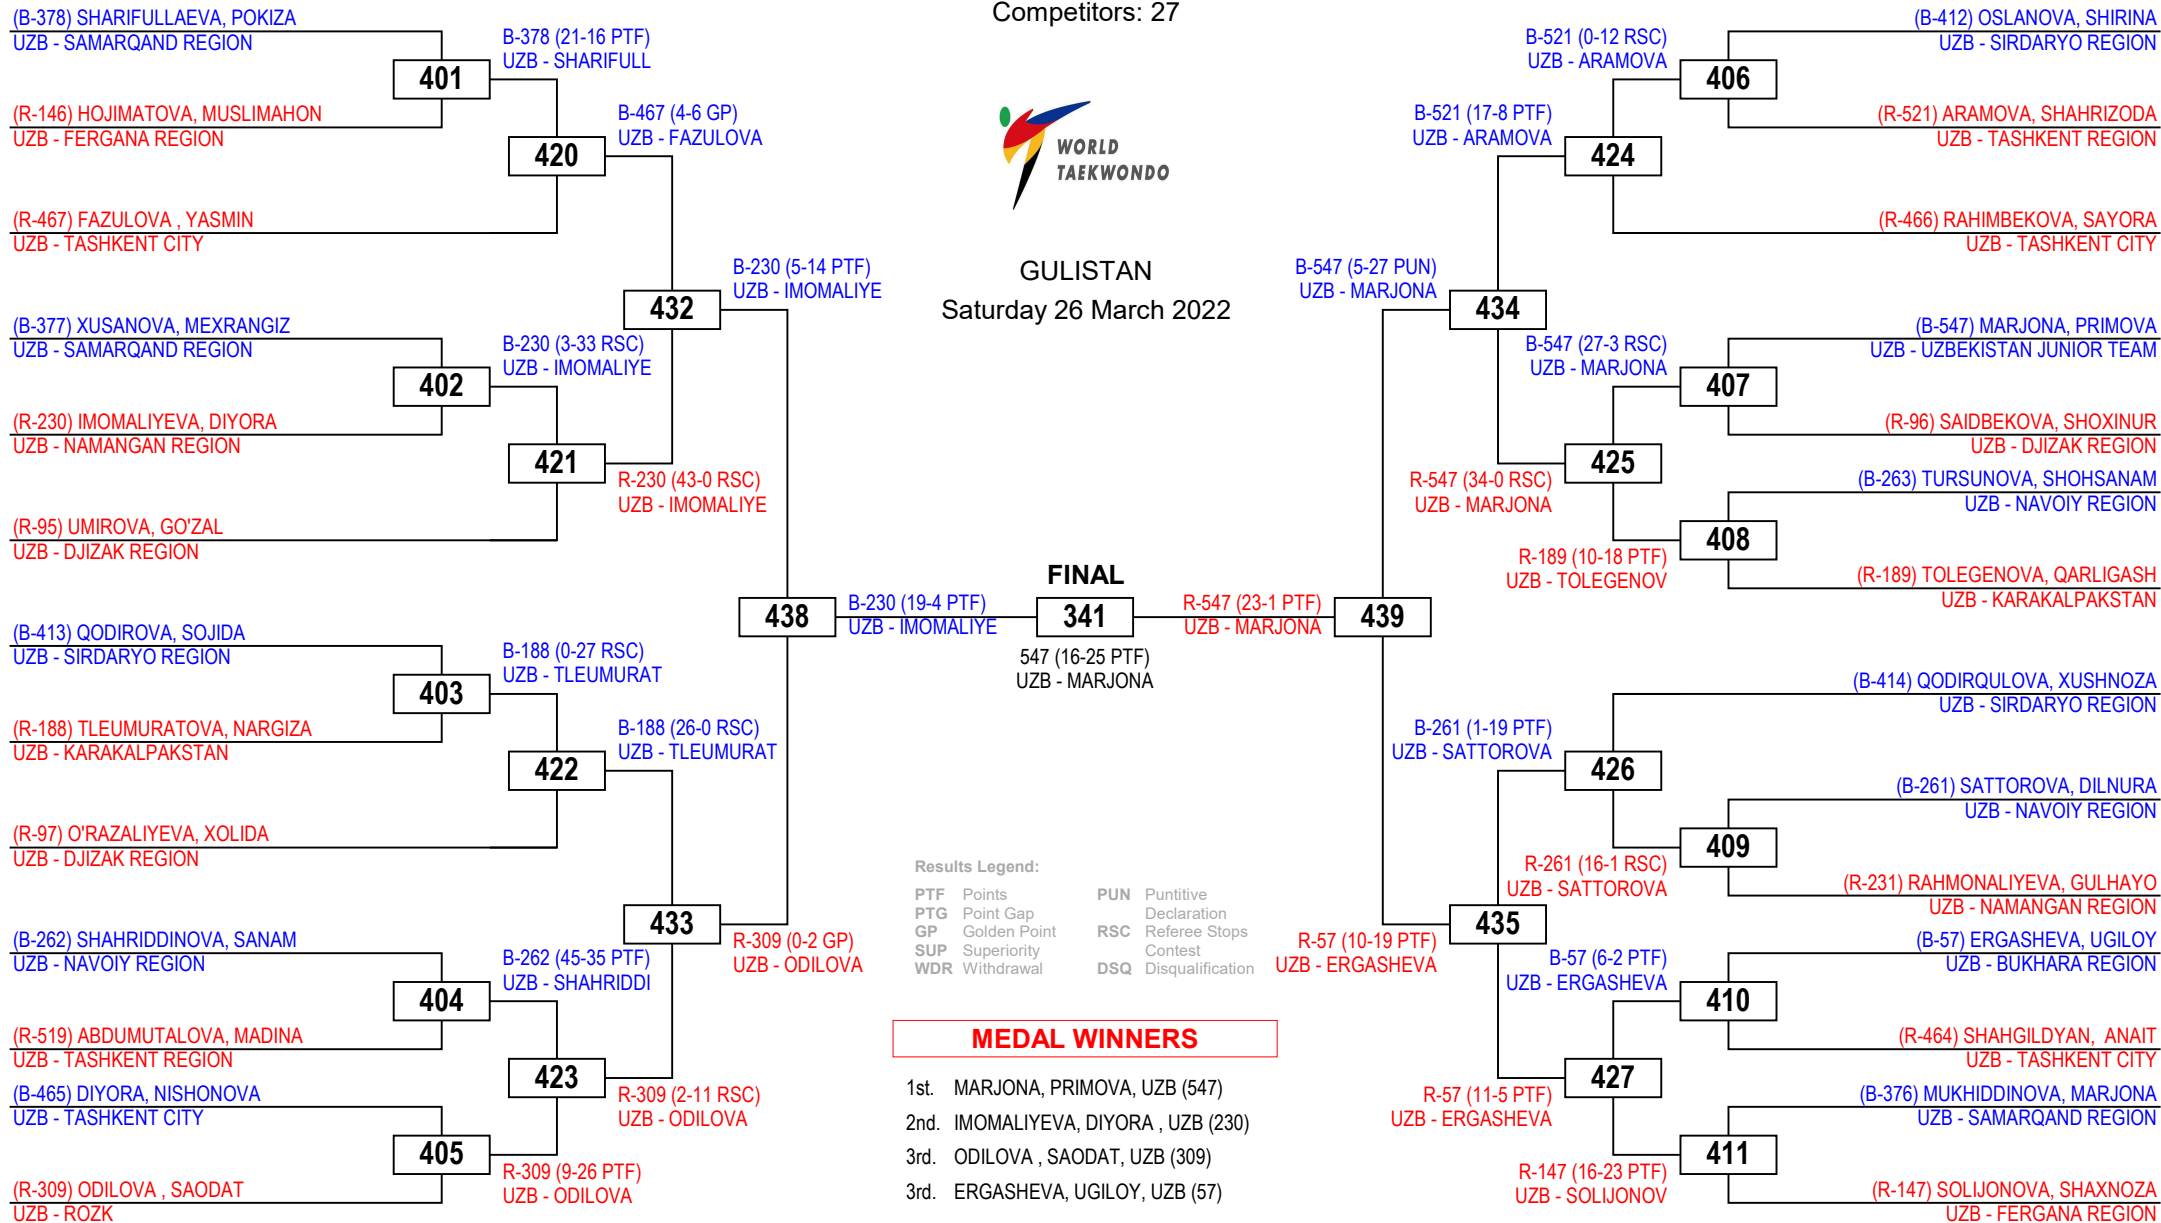 Competitors: 27
(B-378) SHARIFULLAEVA, POKIZA
UZB - SAMARQAND REGION
B-378 (21-16 PTF)
UZB - SHARIFULL
401
(R-146) HOJIMATOVA, MUSLIMAHON
UZB - FERGANA REGION
B-467 (4-6 GP)
UZB - FAZULOVA
420
(R-467) FAZULOVA , YASMIN
UZB - TASHKENT CITY
B-230 (5-14 PTF)
UZB - IMOMALIYE
432
(B-377) XUSANOVA, MEXRANGIZ
UZB - SAMARQAND REGION
B-230 (3-33 RSC)
UZB - IMOMALIYE
402
(R-230) IMOMALIYEVA, DIYORA
UZB - NAMANGAN REGION
421
R-230 (43-0 RSC)
UZB - IMOMALIYE
(R-95) UMIROVA, GO'ZAL
UZB - DJIZAK REGION
438
B-230 (19-4 PTF)
UZB - IMOMALIYE
(B-413) QODIROVA, SOJIDA
UZB - SIRDARYO REGION
B-188 (0-27 RSC)
UZB - TLEUMURAT
403
(R-188) TLEUMURATOVA, NARGIZA
UZB - KARAKALPAKSTAN
B-188 (26-0 RSC)
UZB - TLEUMURAT
422
(R-97) O'RAZALIYEVA, XOLIDA
UZB - DJIZAK REGION
433
R-309 (0-2 GP)
UZB - ODILOVA
(B-262) SHAHRIDDINOVA, SANAM
UZB - NAVOIY REGION
B-262 (45-35 PTF)
UZB - SHAHRIDDI
404
(R-519) ABDUMUTALOVA, MADINA
UZB - TASHKENT REGION
423
R-309 (2-11 RSC)
UZB - ODILOVA
(B-465) DIYORA, NISHONOVA
UZB - TASHKENT CITY
405
R-309 (9-26 PTF)
UZB - ODILOVA
(R-309) ODILOVA , SAODAT
UZB - ROZK
WORLD
TAEKWONDO
GULISTAN
Saturday 26 March 2022
FINAL
341
547 (16-25 PTF)
UZB - MARJONA
Results Legend:
PTF Points
PTG Point Gap
GP Golden Point
SUP Superiority
WDR Withdrawal
PUN Puntitive
Declaration
RSC Referee Stops
Contest
DSQ Disqualification
MEDAL WINNERS
1st. MARJONA, PRIMOVA, UZB (547)
2nd. IMOMALIYEVA, DIYORA , UZB (230)
3rd. ODILOVA , SAODAT, UZB (309)
3rd. ERGASHEVA, UGILOY, UZB (57)
(B-412) OSLANOVA, SHIRINA
UZB - SIRDARYO REGION
B-521 (0-12 RSC)
UZB - ARAMOVA
406
(R-521) ARAMOVA, SHAHRIZODA
UZB - TASHKENT REGION
B-521 (17-8 PTF)
UZB - ARAMOVA
424
(R-466) RAHIMBEKOVA, SAYORA
UZB - TASHKENT CITY
B-547 (5-27 PUN)
UZB - MARJONA
434
(B-547) MARJONA, PRIMOVA
UZB - UZBEKISTAN JUNIOR TEAM
B-547 (27-3 RSC)
UZB - MARJONA
407
(R-96) SAIDBEKOVA, SHOXINUR
UZB - DJIZAK REGION
425
R-547 (34-0 RSC)
UZB - MARJONA
(B-263) TURSUNOVA, SHOHSANAM
UZB - NAVOIY REGION
408
R-189 (10-18 PTF)
UZB - TOLEGENOV
(R-189) TOLEGENOVA, QARLIGASH
UZB - KARAKALPAKSTAN
R-547 (23-1 PTF)
UZB - MARJONA
439
(B-414) QODIRQULOVA, XUSHNOZA
UZB - SIRDARYO REGION
B-261 (1-19 PTF)
UZB - SATTOROVA
426
(B-261) SATTOROVA, DILNURA
UZB - NAVOIY REGION
409
R-261 (16-1 RSC)
UZB - SATTOROVA
(R-231) RAHMONALIYEVA, GULHAYO
UZB - NAMANGAN REGION
435
R-57 (10-19 PTF)
UZB - ERGASHEVA
(B-57) ERGASHEVA, UGILOY
UZB - BUKHARA REGION
B-57 (6-2 PTF)
UZB - ERGASHEVA
410
(R-464) SHAHGILDYAN, ANAIT
UZB - TASHKENT CITY
427
R-57 (11-5 PTF)
UZB - ERGASHEVA
(B-376) MUKHIDDINOVA, MARJONA
UZB - SAMARQAND REGION
411
R-147 (16-23 PTF)
UZB - SOLIJONOV
(R-147) SOLIJONOVA, SHAXNOZA
UZB - FERGANA REGION